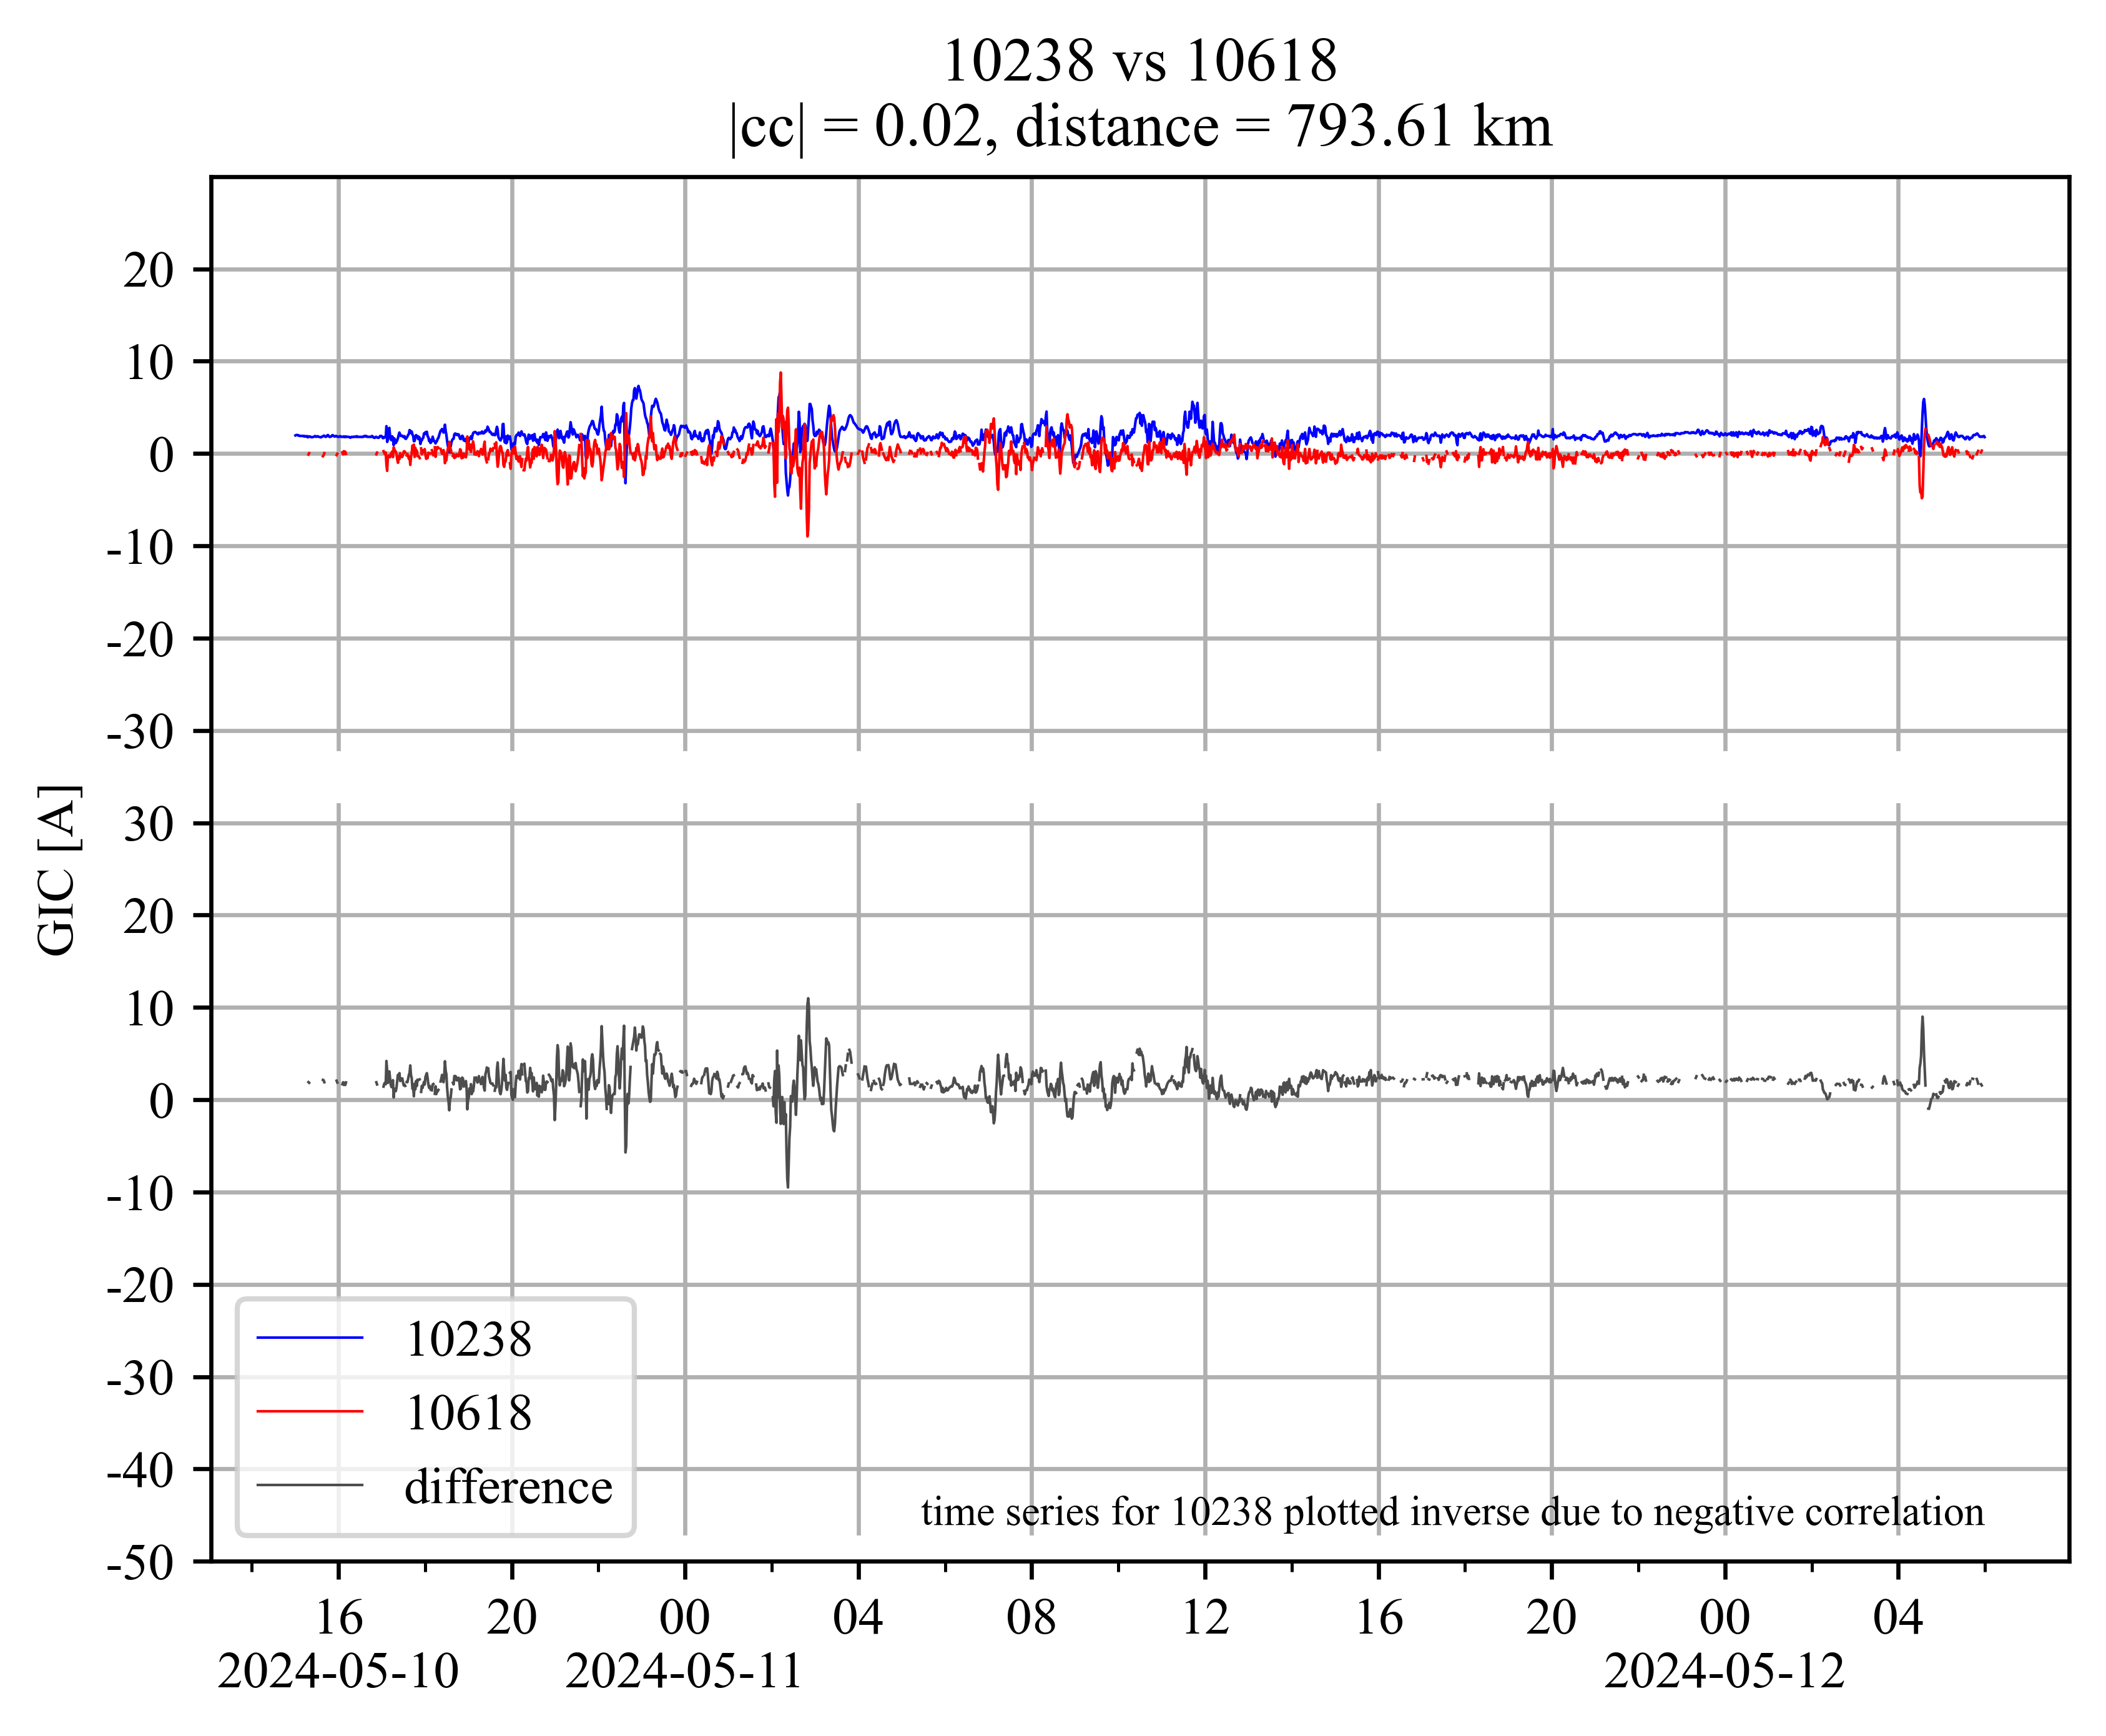 10238 vs 10618
|cc| = 0.02, distance = 793.61 km
20
10
0
-10
-20
-30
30
20
10
0
-10
-20
-30
-40
-50
GIC [A]
10238
10618
difference
time series for 10238 plotted inverse due to negative correlation
16 20 00 04 08 12 16 20 00 04
2024-05-10 2024-05-11 2024-05-12